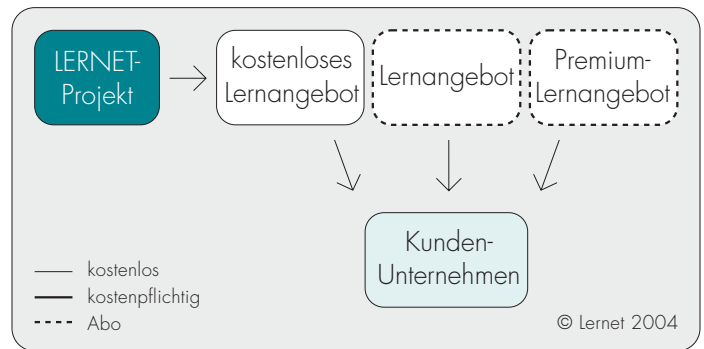 LERNET-
Projekt
kostenloses
Lernangebot
Lernangebot
Premium-
Lernangebot
Kunden-
Unternehmen
kostenlos
kostenpflichtig
Abo
© Lernet 2004